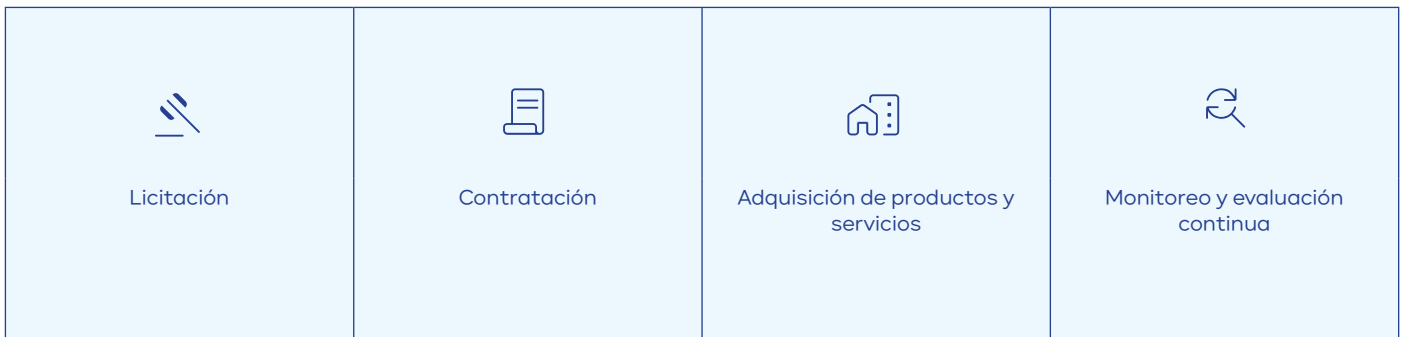 Licitación
Contratación
Adquisición de productos y
servicios
Monitoreo y evaluación
continua